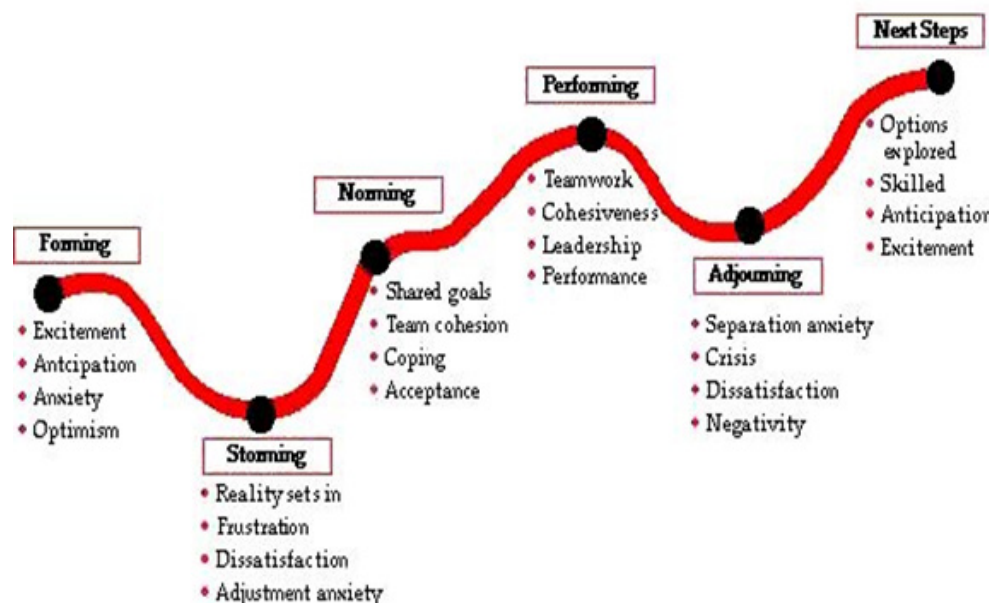 Forming
Excitement
Antcipation
Anxiety
Optimism
Storming
Reality sets in
Frustration
Dissatisfaction
Adjustment anxiety
Norming
Shared goals
Team cohesion
Coping
Acceptance
Performing
Teamwork
Cohesiveness
Leadership
Performance
Adjourning
Separation anxiety
Crisis
Dissatisfaction
Negativity
Next Steps
Options
explored
Skilled
Anticipation
Excitement